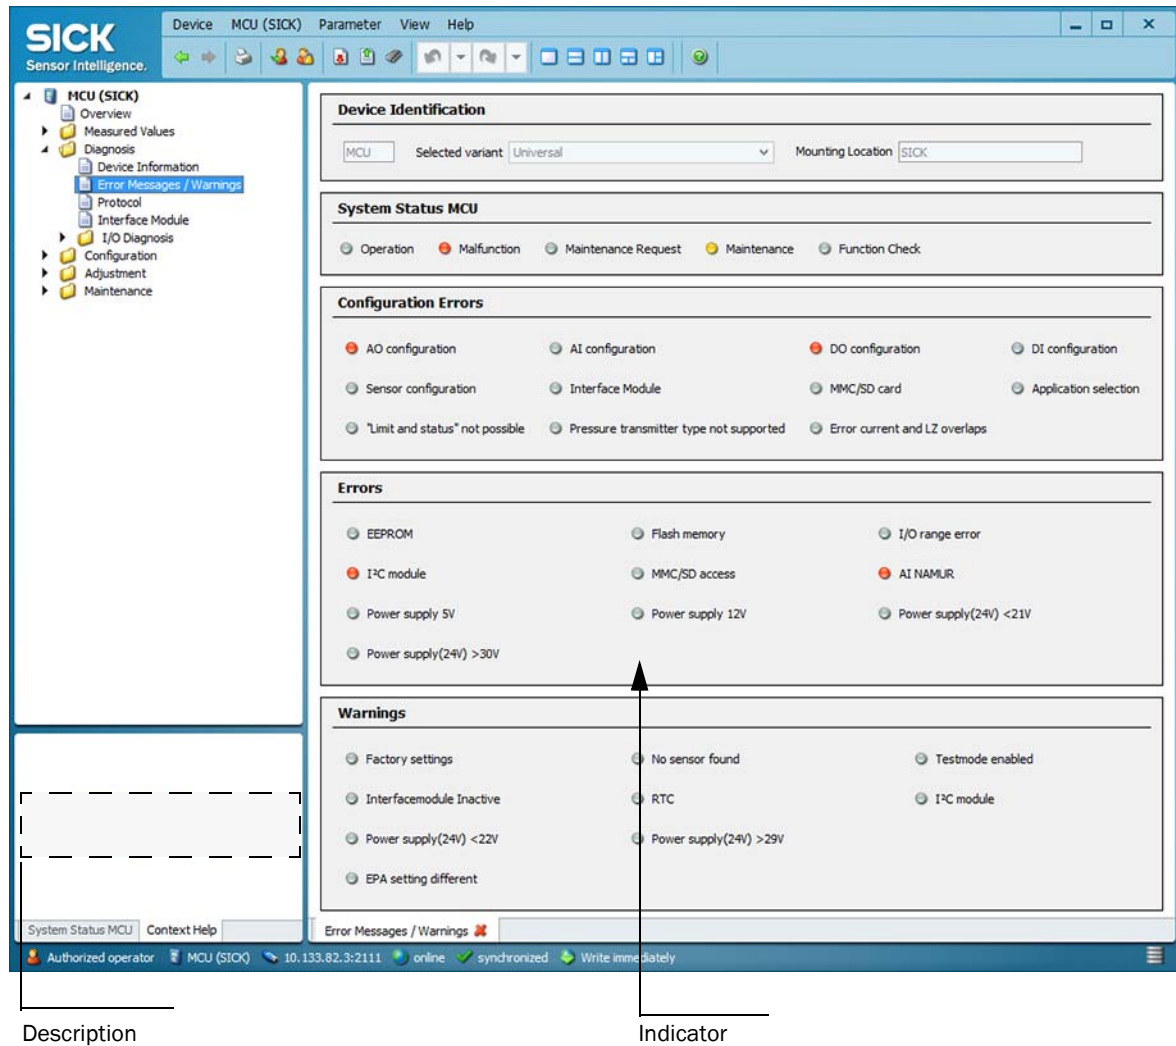 SICK
Sensor Intelligence.
Device MCU (SICK) Parameter View Help
MCU (SICK)
Overview
Measured Values
Diagnosis
Device Information
Error Messages / Warnings
Protocol
Interface Module
I/O Diagnosis
Configuration
Adjustment
Maintenance
Device Identification
MCU Selected variant Universal Mounting Location SICK
System Status MCU
Operation Malfunction Maintenance Request Maintenance Function Check
Configuration Errors
AO configuration AI configuration DO configuration DI configuration
Sensor configuration Interface Module MMC/SD card Application selection
"Limit and status" not possible Pressure transmitter type not supported Error current and LZ overlaps
Errors
EEPROM Flash memory I/O range error
I²C module MMC/SD access AI NAMUR
Power supply 5V Power supply 12V Power supply(24V) <21V
Power supply(24V) >30V
Warnings
Factory settings No sensor found Testmode enabled
Interfacemodule Inactive RTC I²C module
Power supply(24V) <22V Power supply(24V) >29V
EPA setting different
System Status MCU Context Help
Error Messages / Warnings
Authorized operator MCU (SICK) 10.133.82.3:2111 online synchronized Write immediately
Description Indicator